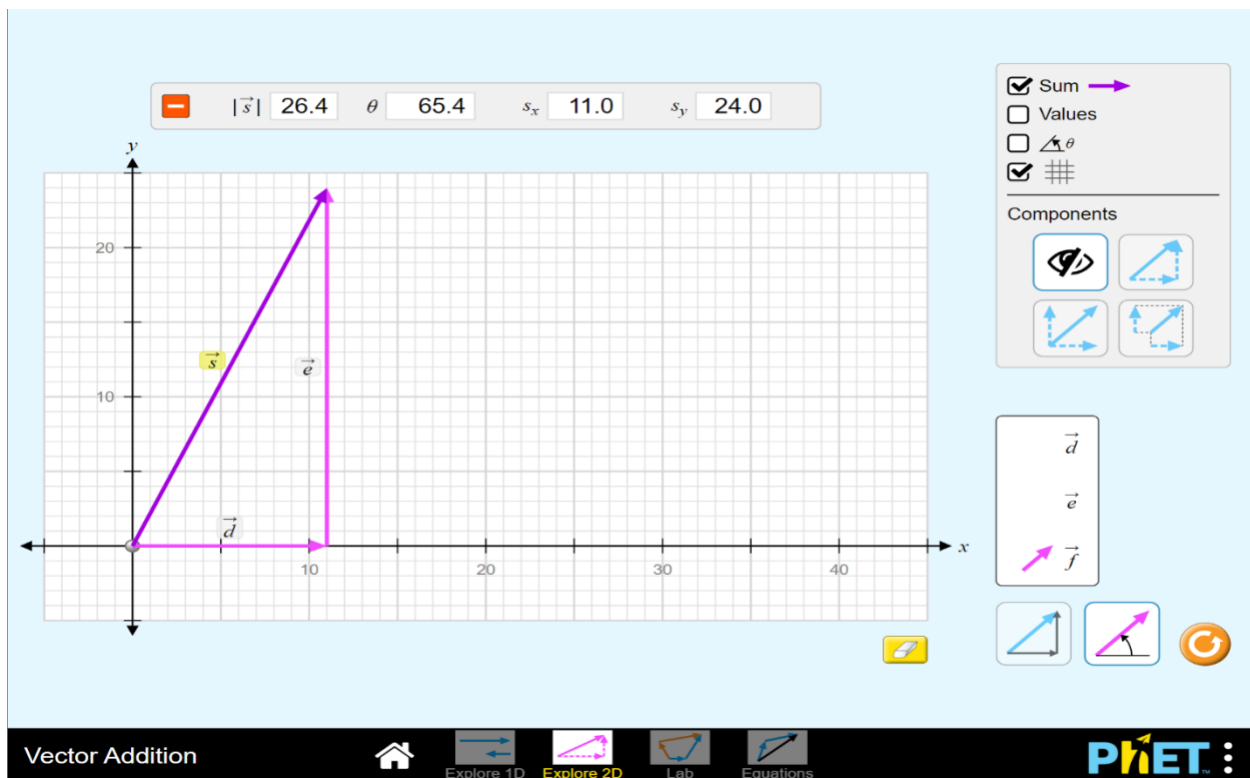 |s⃗| 26.4 θ 65.4 sₓ 11.0 s_y 24.0
Sum
Values
θ
Components
y
20
10
s⃗
e⃗
d⃗
10
20
30
40
x
d⃗
e⃗
f⃗
Vector Addition
Explore 1D
Explore 2D
Lab
Equations
PhET